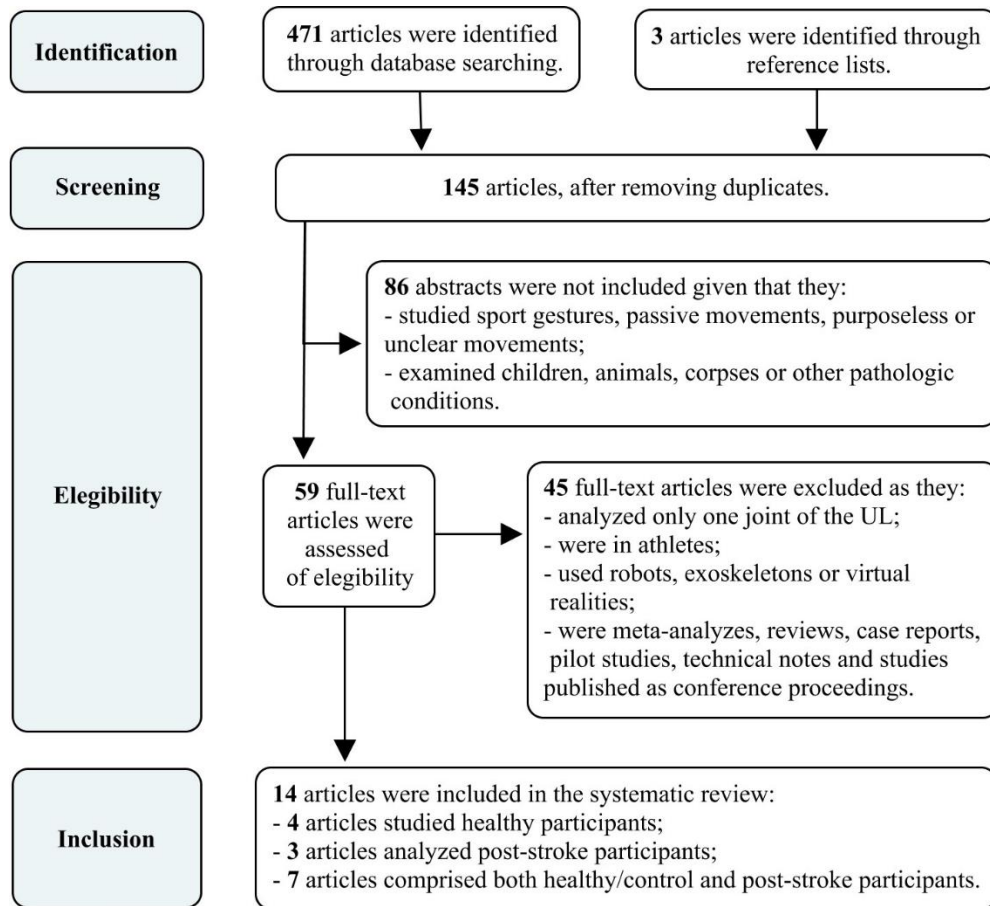 Identification
471 articles were identified
through database searching.
3 articles were identified through
reference lists.
Screening
145 articles, after removing duplicates.
Elegibility
86 abstracts were not included given that they:
- studied sport gestures, passive movements, purposeless or
unclear movements;
- examined children, animals, corpses or other pathologic
conditions.
59 full-text
articles were
assessed
of elegibility
45 full-text articles were excluded as they:
- analyzed only one joint of the UL;
- were in athletes;
- used robots, exoskeletons or virtual
realities;
- were meta-analyzes, reviews, case reports,
pilot studies, technical notes and studies
published as conference proceedings.
Inclusion
14 articles were included in the systematic review:
- 4 articles studied healthy participants;
- 3 articles analyzed post-stroke participants;
- 7 articles comprised both healthy/control and post-stroke participants.